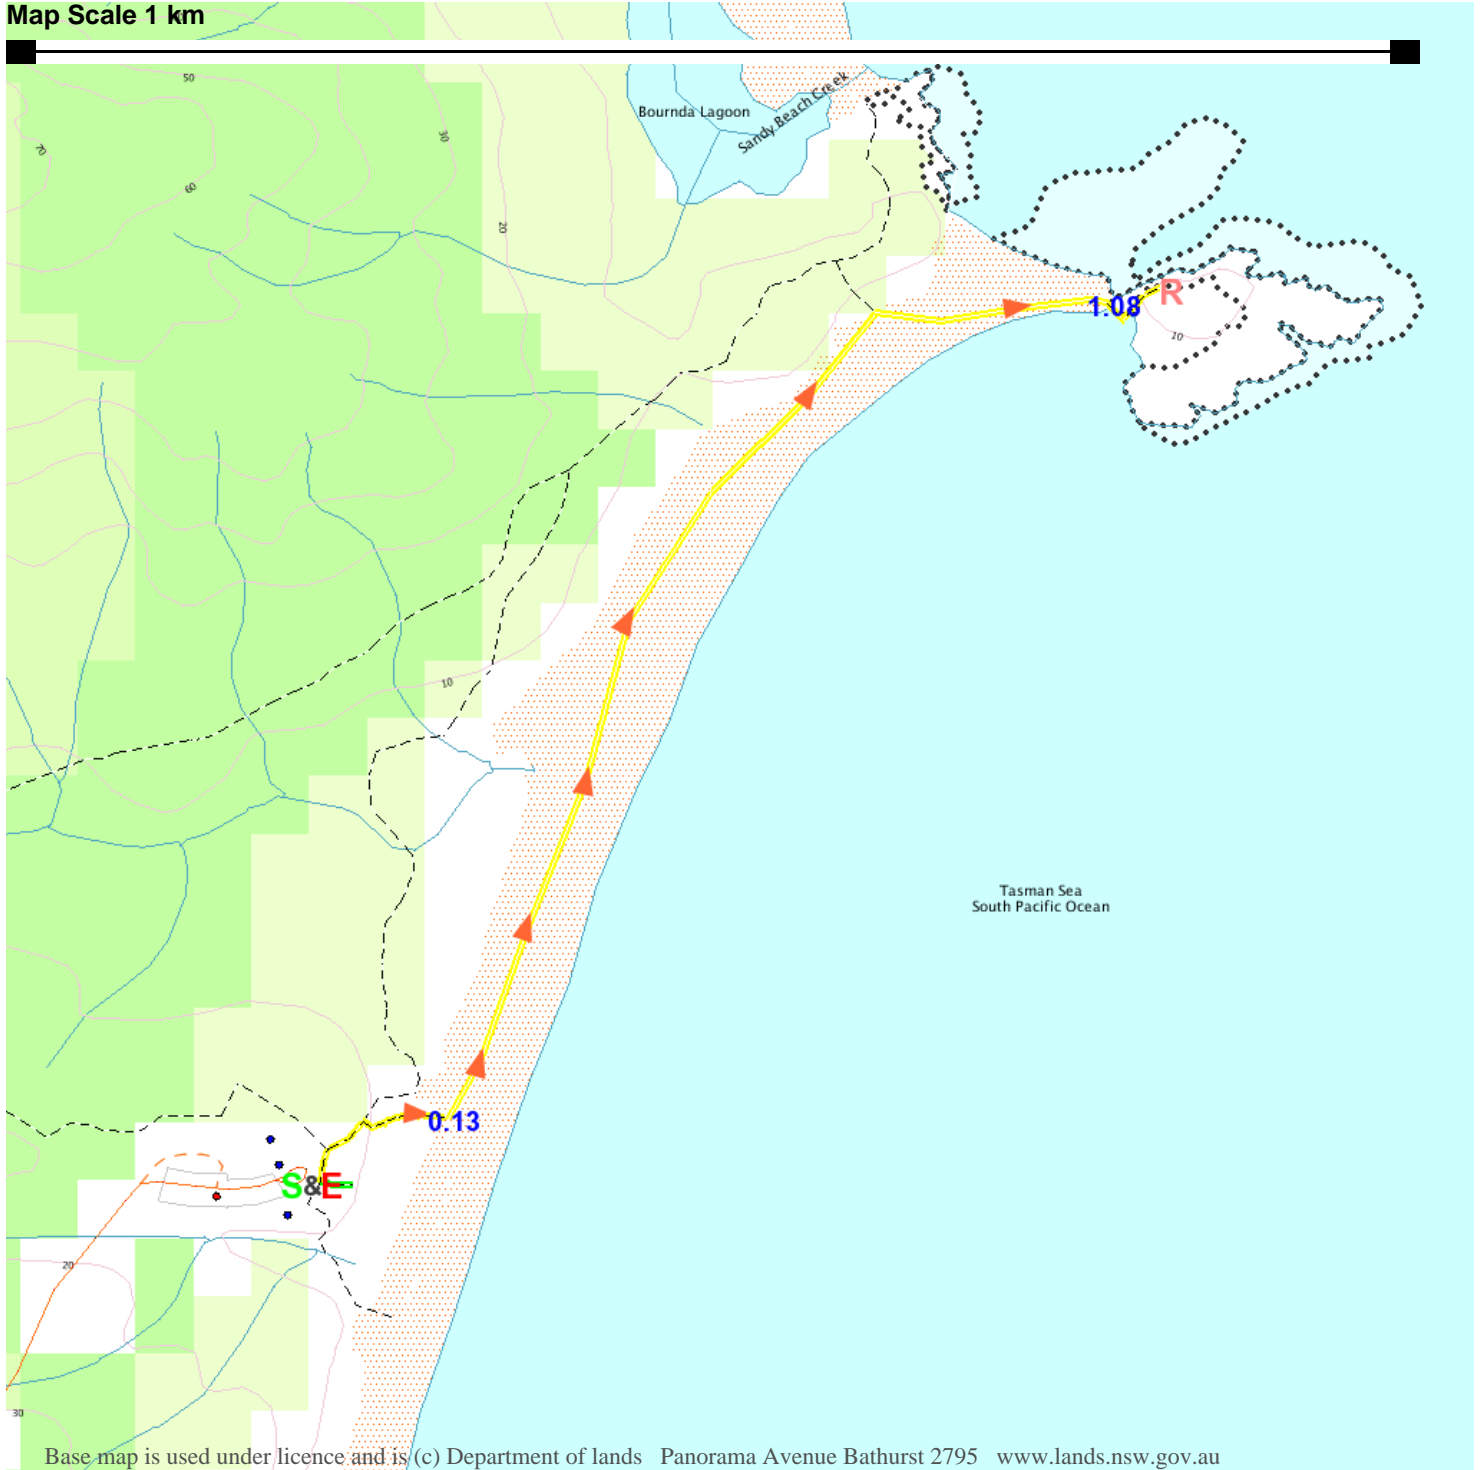 Map Scale 1 km
50
Bournda Lagoon
Sandy Beach Creek
30
70
60
20
R
1.08
10
10
Tasman Sea
South Pacific Ocean
0.13
S&E
20
30
Base map is used under licence and is (c) Department of lands Panorama Avenue Bathurst 2795 www.lands.nsw.gov.au